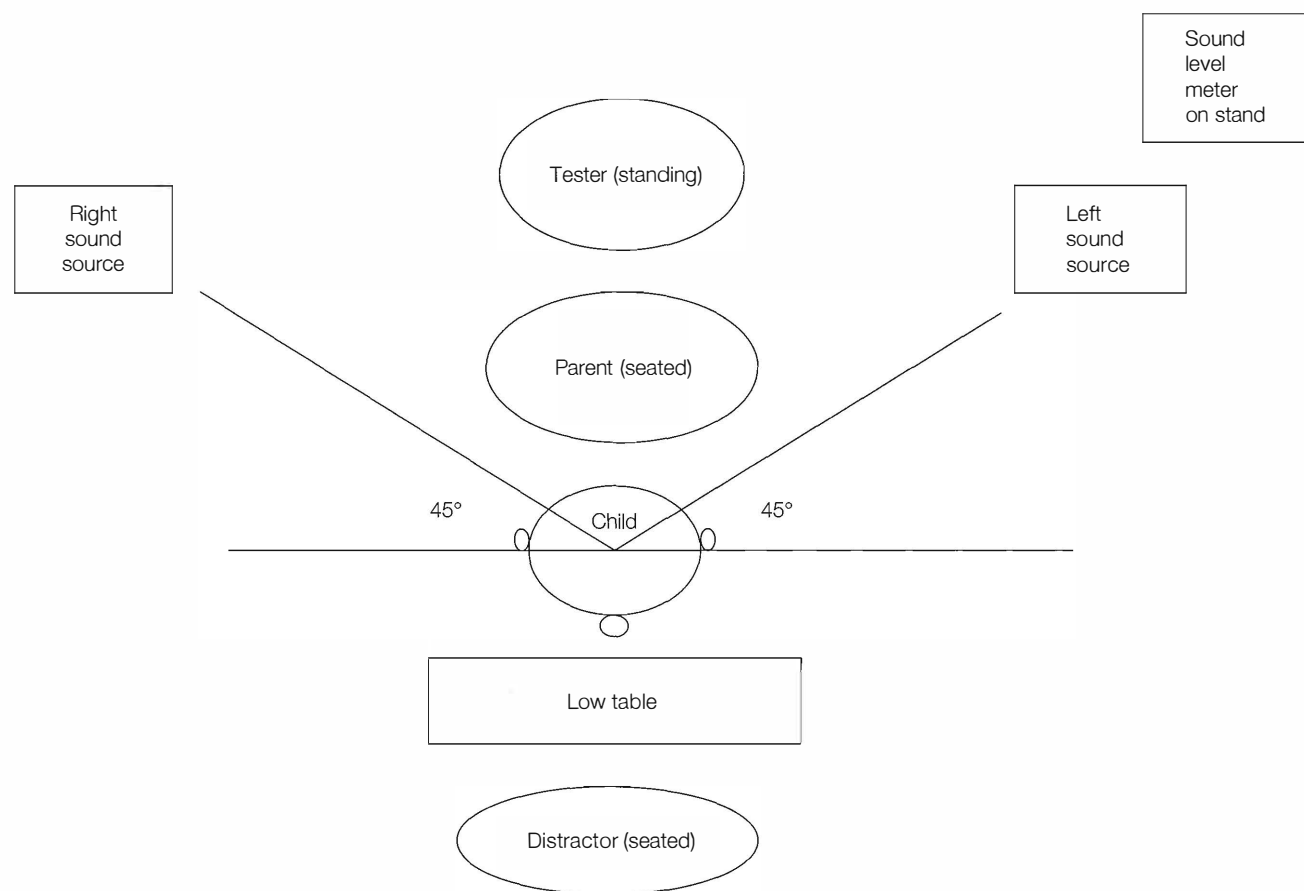 Sound
level
meter
on stand
Tester (standing)
Right
sound
source
Left
sound
source
Parent (seated)
45°
Child
45°
Low table
Distractor (seated)